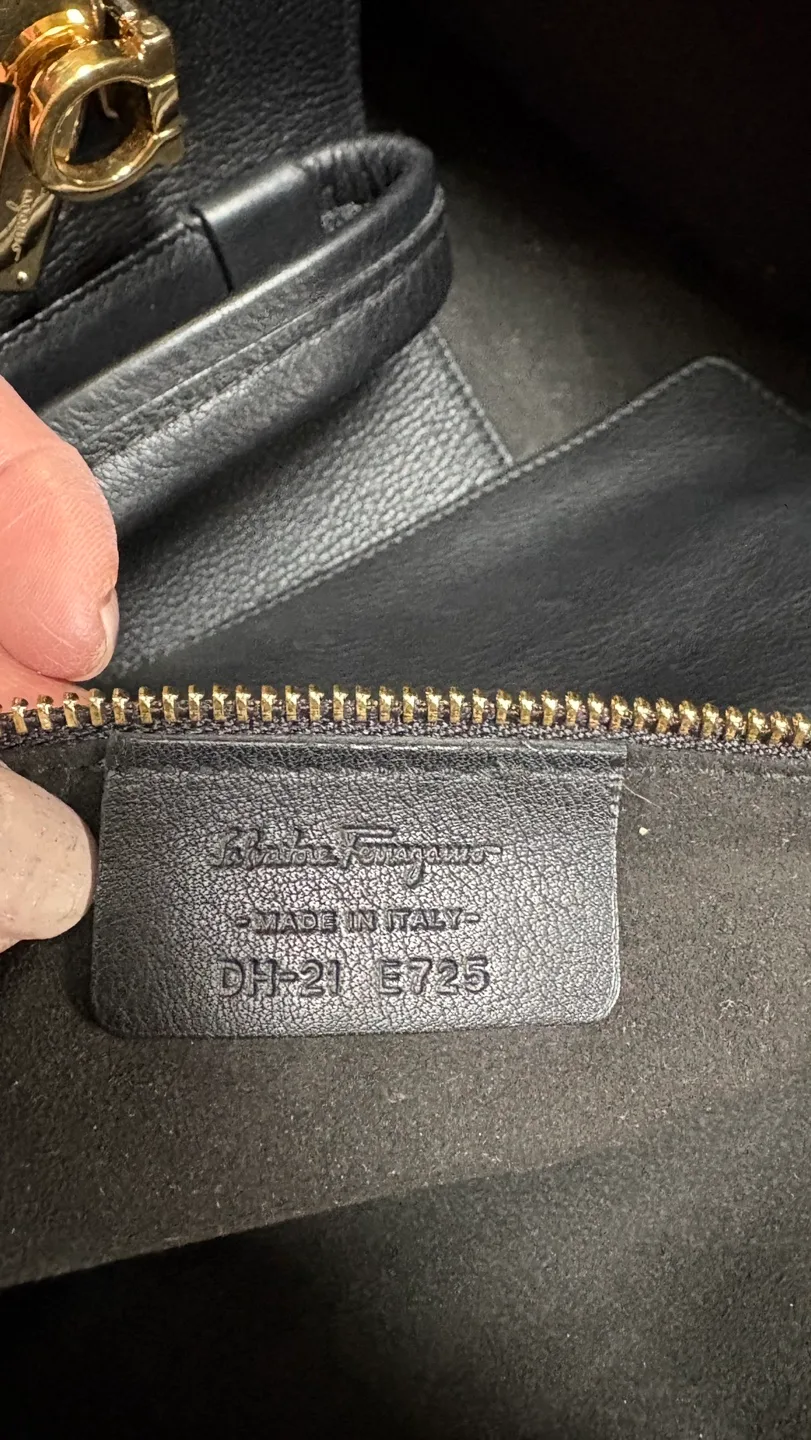 Salvatore Ferragamo
-MADE IN ITALY-
DH-21 E725